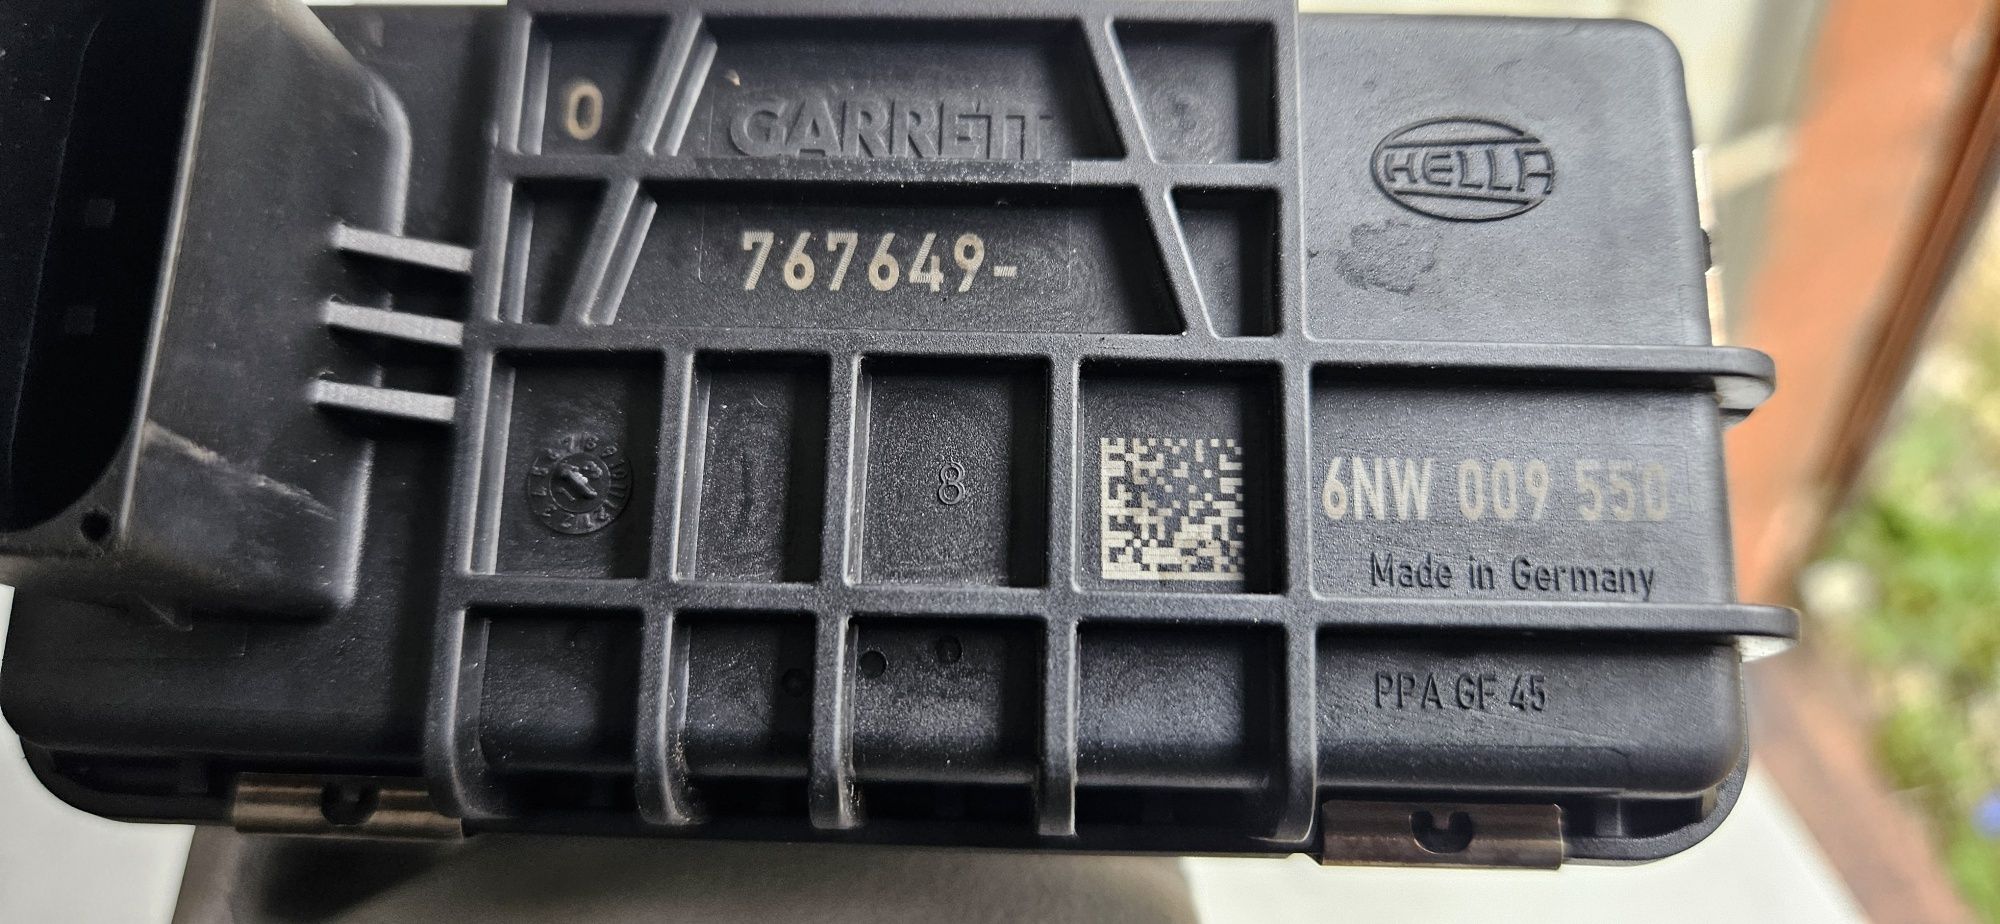 0
GARRETT
HELLA
767649-
8
6NW 009 550
Made in Germany
PPA GF 45